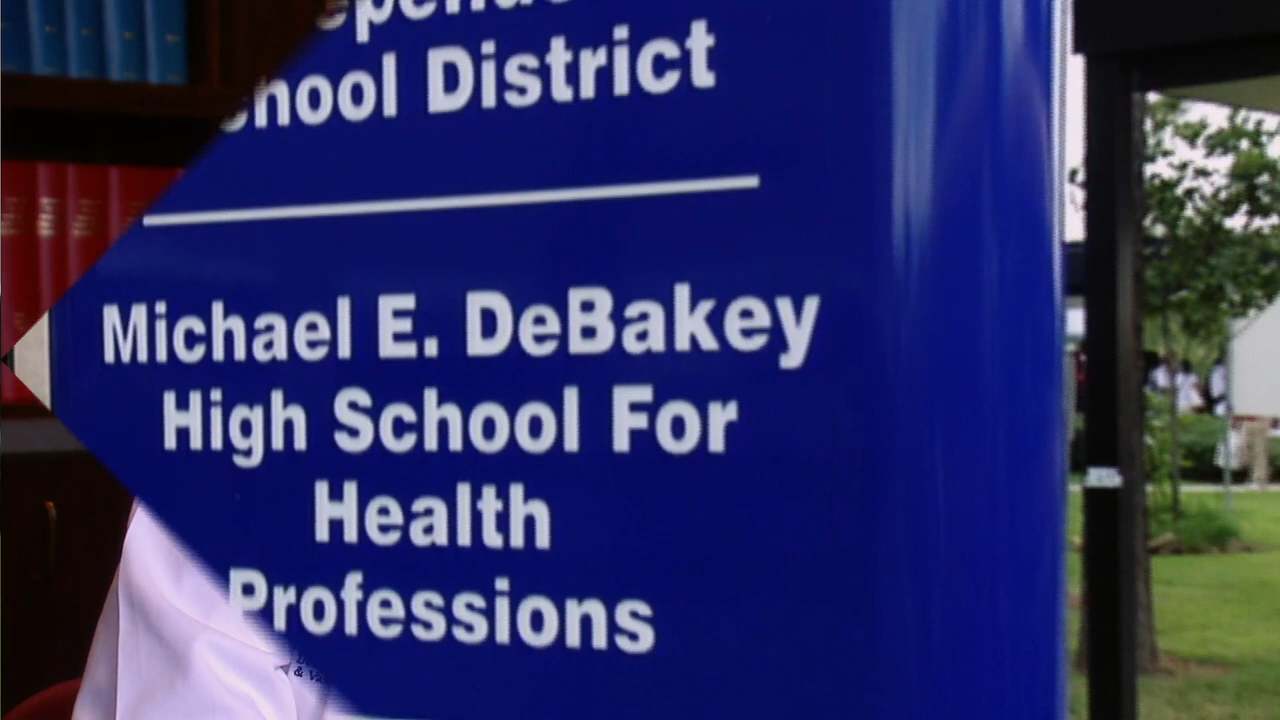 School District
Michael E. DeBakey
High School For
Health
Professions